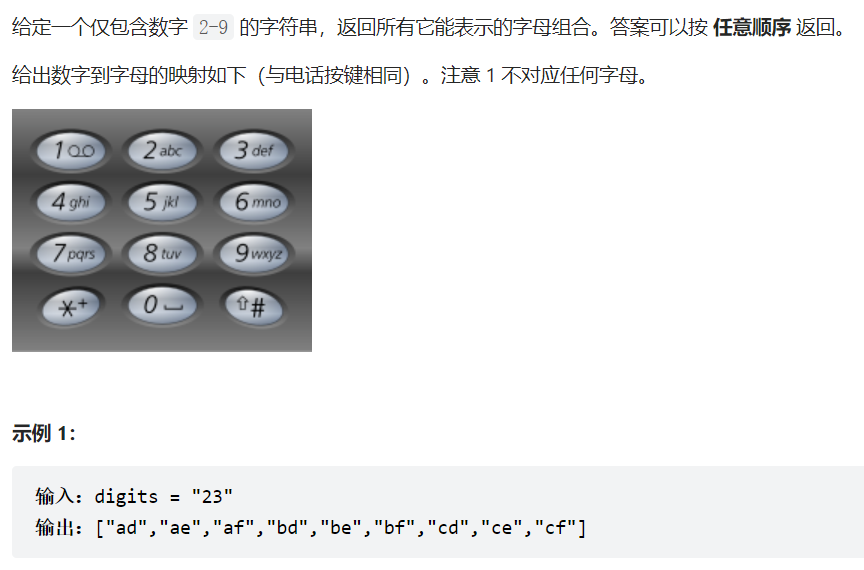 给定一个仅包含数字 2-9 的字符串，返回所有它能表示的字母组合。答案可以按 任意顺序 返回。
给出数字到字母的映射如下（与电话按键相同）。注意 1 不对应任何字母。
1 2 abc 3 def
4 ghi 5 jkl 6 mno
7 pqrs 8 tuv 9 wxyz
*+ 0 ⇧#
示例 1：
输入：digits = "23"
输出：["ad","ae","af","bd","be","bf","cd","ce","cf"]